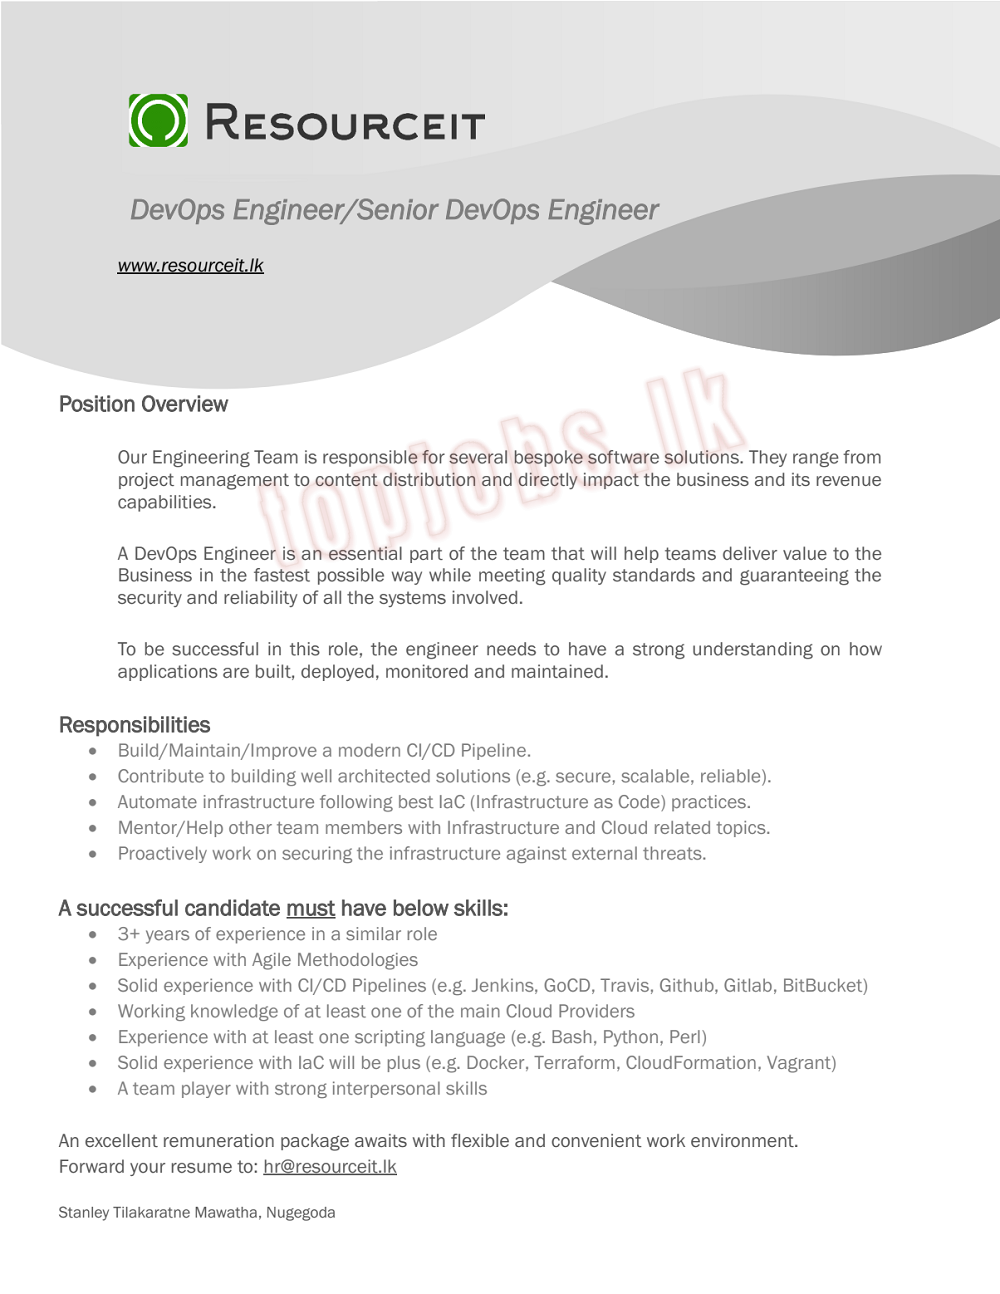 RESOURCEIT
DevOps Engineer/Senior DevOps Engineer
www.resourceit.lk
Position Overview
Our Engineering Team is responsible for several bespoke software solutions. They range from
project management to content distribution and directly impact the business and its revenue
capabilities.
topjobs.lk
A DevOps Engineer is an essential part of the team that will help teams deliver value to the
Business in the fastest possible way while meeting quality standards and guaranteeing the
security and reliability of all the systems involved.
To be successful in this role, the engineer needs to have a strong understanding on how
applications are built, deployed, monitored and maintained.
Responsibilities
• Build/Maintain/Improve a modern CI/CD Pipeline.
• Contribute to building well architected solutions (e.g. secure, scalable, reliable).
• Automate infrastructure following best IaC (Infrastructure as Code) practices.
• Mentor/Help other team members with Infrastructure and Cloud related topics.
• Proactively work on securing the infrastructure against external threats.
A successful candidate must have below skills:
• 3+ years of experience in a similar role
• Experience with Agile Methodologies
• Solid experience with CI/CD Pipelines (e.g. Jenkins, GoCD, Travis, Github, Gitlab, BitBucket)
• Working knowledge of at least one of the main Cloud Providers
• Experience with at least one scripting language (e.g. Bash, Python, Perl)
• Solid experience with IaC will be plus (e.g. Docker, Terraform, CloudFormation, Vagrant)
• A team player with strong interpersonal skills
An excellent remuneration package awaits with flexible and convenient work environment.
Forward your resume to: hr@resourceit.lk
Stanley Tilakaratne Mawatha, Nugegoda